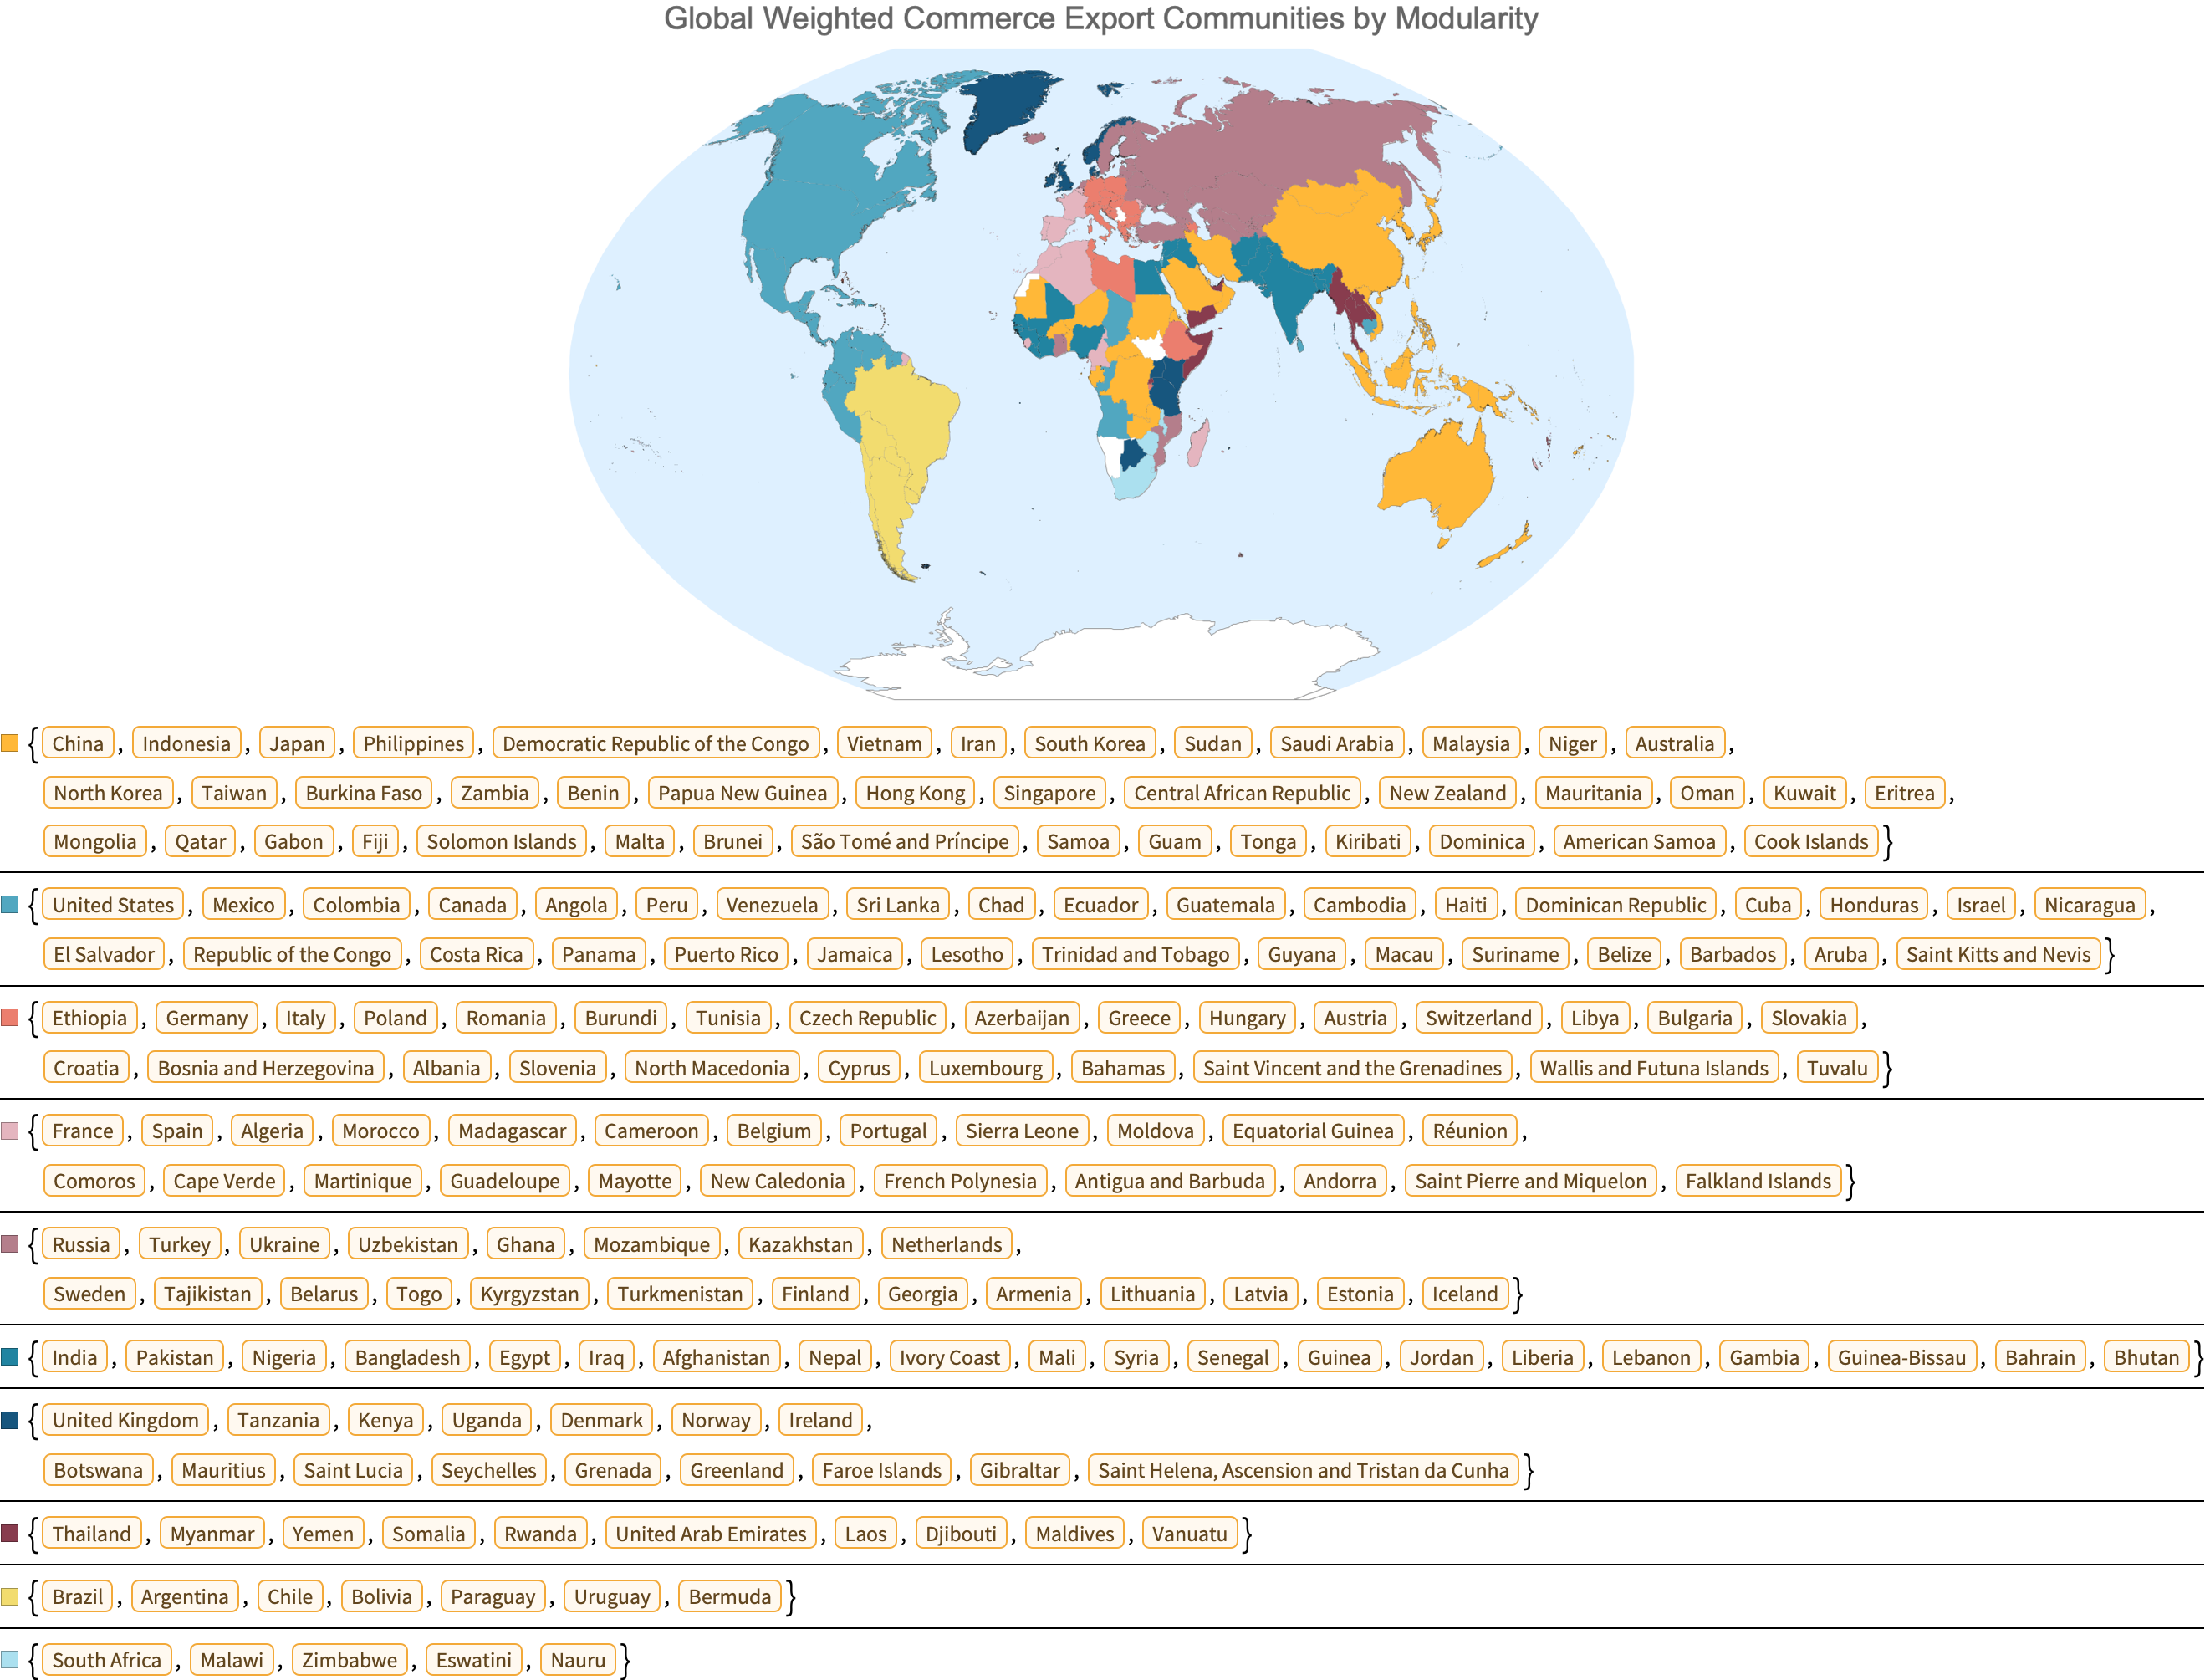 Global Weighted Commerce Export Communities by Modularity
{ China , Indonesia , Japan , Philippines , Democratic Republic of the Congo , Vietnam , Iran , South Korea , Sudan , Saudi Arabia , Malaysia , Niger , Australia ,
North Korea , Taiwan , Burkina Faso , Zambia , Benin , Papua New Guinea , Hong Kong , Singapore , Central African Republic , New Zealand , Mauritania , Oman , Kuwait , Eritrea ,
Mongolia , Qatar , Gabon , Fiji , Solomon Islands , Malta , Brunei , São Tomé and Príncipe , Samoa , Guam , Tonga , Kiribati , Dominica , American Samoa , Cook Islands }
{ United States , Mexico , Colombia , Canada , Angola , Peru , Venezuela , Sri Lanka , Chad , Ecuador , Guatemala , Cambodia , Haiti , Dominican Republic , Cuba , Honduras , Israel , Nicaragua ,
El Salvador , Republic of the Congo , Costa Rica , Panama , Puerto Rico , Jamaica , Lesotho , Trinidad and Tobago , Guyana , Macau , Suriname , Belize , Barbados , Aruba , Saint Kitts and Nevis }
{ Ethiopia , Germany , Italy , Poland , Romania , Burundi , Tunisia , Czech Republic , Azerbaijan , Greece , Hungary , Austria , Switzerland , Libya , Bulgaria , Slovakia ,
Croatia , Bosnia and Herzegovina , Albania , Slovenia , North Macedonia , Cyprus , Luxembourg , Bahamas , Saint Vincent and the Grenadines , Wallis and Futuna Islands , Tuvalu }
{ France , Spain , Algeria , Morocco , Madagascar , Cameroon , Belgium , Portugal , Sierra Leone , Moldova , Equatorial Guinea , Réunion ,
Comoros , Cape Verde , Martinique , Guadeloupe , Mayotte , New Caledonia , French Polynesia , Antigua and Barbuda , Andorra , Saint Pierre and Miquelon , Falkland Islands }
{ Russia , Turkey , Ukraine , Uzbekistan , Ghana , Mozambique , Kazakhstan , Netherlands ,
Sweden , Tajikistan , Belarus , Togo , Kyrgyzstan , Turkmenistan , Finland , Georgia , Armenia , Lithuania , Latvia , Estonia , Iceland }
{ India , Pakistan , Nigeria , Bangladesh , Egypt , Iraq , Afghanistan , Nepal , Ivory Coast , Mali , Syria , Senegal , Guinea , Jordan , Liberia , Lebanon , Gambia , Guinea-Bissau , Bahrain , Bhutan }
{ United Kingdom , Tanzania , Kenya , Uganda , Denmark , Norway , Ireland ,
Botswana , Mauritius , Saint Lucia , Seychelles , Grenada , Greenland , Faroe Islands , Gibraltar , Saint Helena, Ascension and Tristan da Cunha }
{ Thailand , Myanmar , Yemen , Somalia , Rwanda , United Arab Emirates , Laos , Djibouti , Maldives , Vanuatu }
{ Brazil , Argentina , Chile , Bolivia , Paraguay , Uruguay , Bermuda }
{ South Africa , Malawi , Zimbabwe , Eswatini , Nauru }